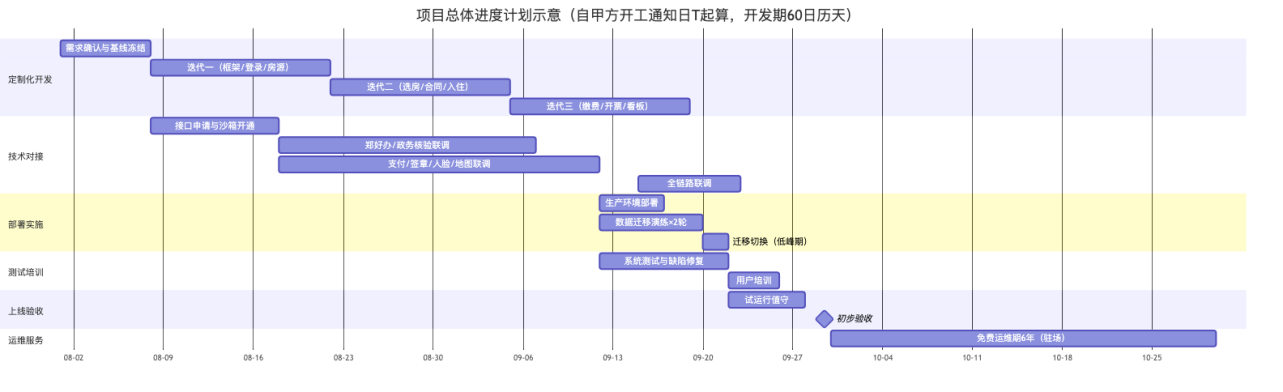 项目总体进度计划示意（自甲方开工通知日T起算，开发期60日历天）
定制化开发
需求确认与基线冻结
迭代一（框架/登录/房源）
迭代二（选房/合同/入住）
迭代三（缴费/开票/看板）
技术对接
接口申请与沙箱开通
郑好办/政务核验联调
支付/签章/人脸/地图联调
全链路联调
部署实施
生产环境部署
数据迁移演练×2轮
迁移切换（低峰期）
测试培训
系统测试与缺陷修复
用户培训
上线验收
试运行值守
初步验收
运维服务
免费运维期6年（驻场）
08-02 08-09 08-16 08-23 08-30 09-06 09-13 09-20 09-27 10-04 10-11 10-18 10-25